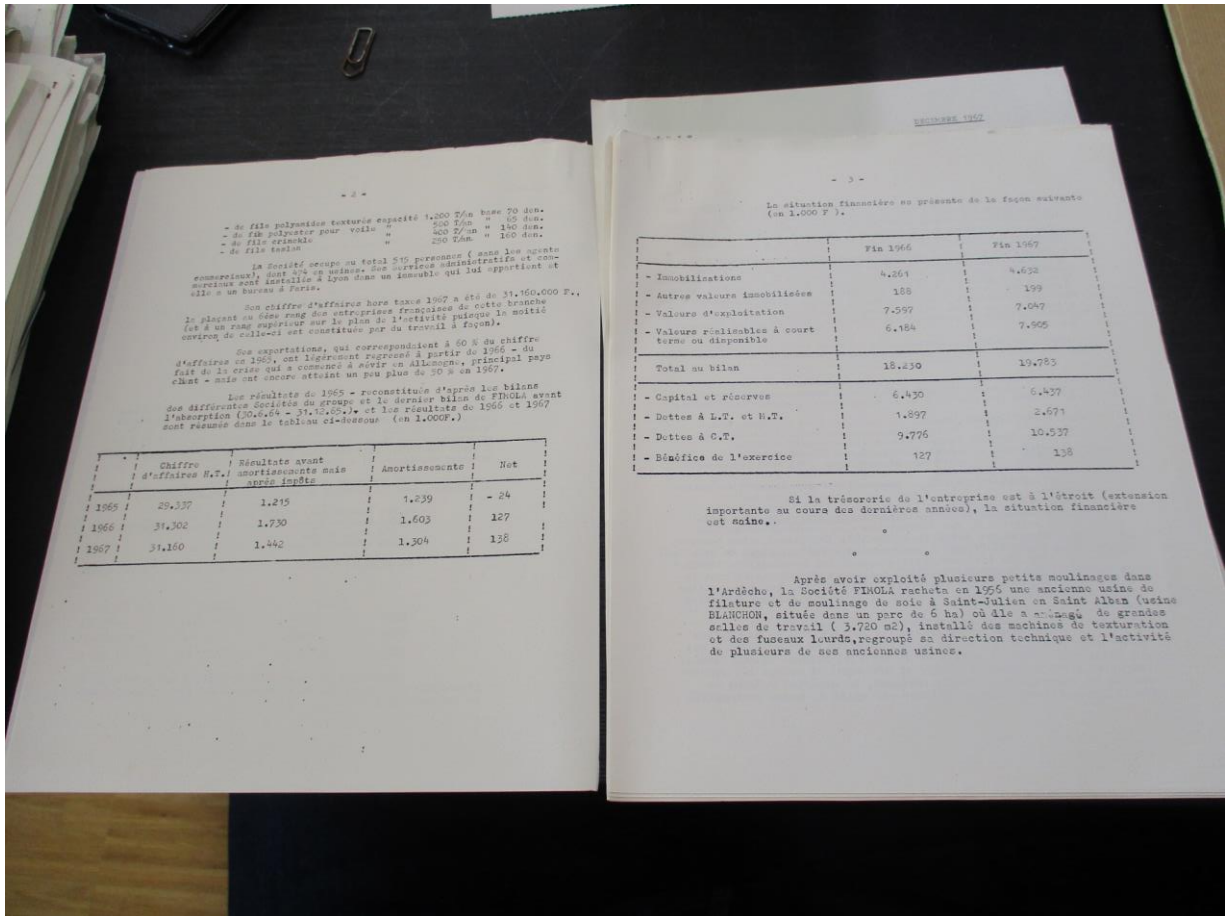 - 2 -
- de fils polyamides texturés capacité 1.200 T/an base 70 den.
- de fils polyester pour voile " 500 T/an " 65 den.
- de fils crimokle " 400 T/an " 140 den.
- de fils taslan " 250 T/an. " 160 den.
La Société occupe au total 515 personnes ( sans les agents
commerciaux), dont 474 en usines. Ses services administratifs et com-
merciaux sont installés à Lyon dans un immeuble qui lui appartient et
elle a un bureau à Paris.
Son chiffre d'affaires hors taxes 1967 a été de 31.160.000 F.,
la plaçant au 6ème rang des entreprises françaises de cette branche
(et à un rang supérieur sur le plan de l'activité puisque la moitié
environ de celle-ci est constituée par du travail à façon).
Ses exportations, qui correspondaient à 60 % du chiffre
d'affaires en 1965, ont légèrement regressé à partir de 1966 - du
fait de la crise qui a commencé à sévir en Allemagne, principal pays
client - mais ont encore atteint un peu plus de 50 % en 1967.
Les résultats de 1965 - reconstitués d'après les bilans
des différentes Sociétés du groupe et le dernier bilan de FIMOLA avant
l'absorption (30.6.64 - 31.12.65.), et les résultats de 1966 et 1967
sont résumés dans le tableau ci-dessous (en 1.000F.)
Chiffre d'affaires H.T. ! Résultats avant amortissements mais après impôts ! Amortissements ! Net
! 1965 ! 29.337 ! 1.215 ! 1.239 ! - 24
! 1966 ! 31.302 ! 1.730 ! 1.603 ! 127
! 1967 ! 31.160 ! 1.442 ! 1.304 ! 138
DECEMBRE 1967
- 3 -
La situation financière se présente de la façon suivante
(en 1.000 F ).
! Fin 1966 ! Fin 1967 !
! - Immobilisations ! 4.261 ! 4.632
! - Autres valeurs immobilisées ! 188 ! 199
! - Valeurs d'exploitation ! 7.597 ! 7.047
! - Valeurs réalisables à court
terme ou disponible ! 6.184 ! 7.905
! Total au bilan ! 18.230 ! 19.783
! - Capital et réserves ! 6.430 ! 6.437
! - Dettes à L.T. et M.T. ! 1.897 ! 2.671
! - Dettes à C.T. ! 9.776 ! 10.537
! - Bénéfice de l'exercice ! 127 ! 138
Si la trésorerie de l'entreprise est à l'étroit (extension
importante au cours des dernières années), la situation financière
est saine.
Après avoir exploité plusieurs petits moulinages dans
l'Ardèche, la Société FIMOLA racheta en 1956 une ancienne usine de
filature et de moulinage de soie à Saint-Julien en Saint Alban (usine
BLANCHON, située dans un parc de 6 ha) où elle a aménagé de grandes
salles de travail ( 3.720 m2), installé des machines de texturation
et des fuseaux lourds,regroupé sa direction technique et l'activité
de plusieurs de ses anciennes usines.